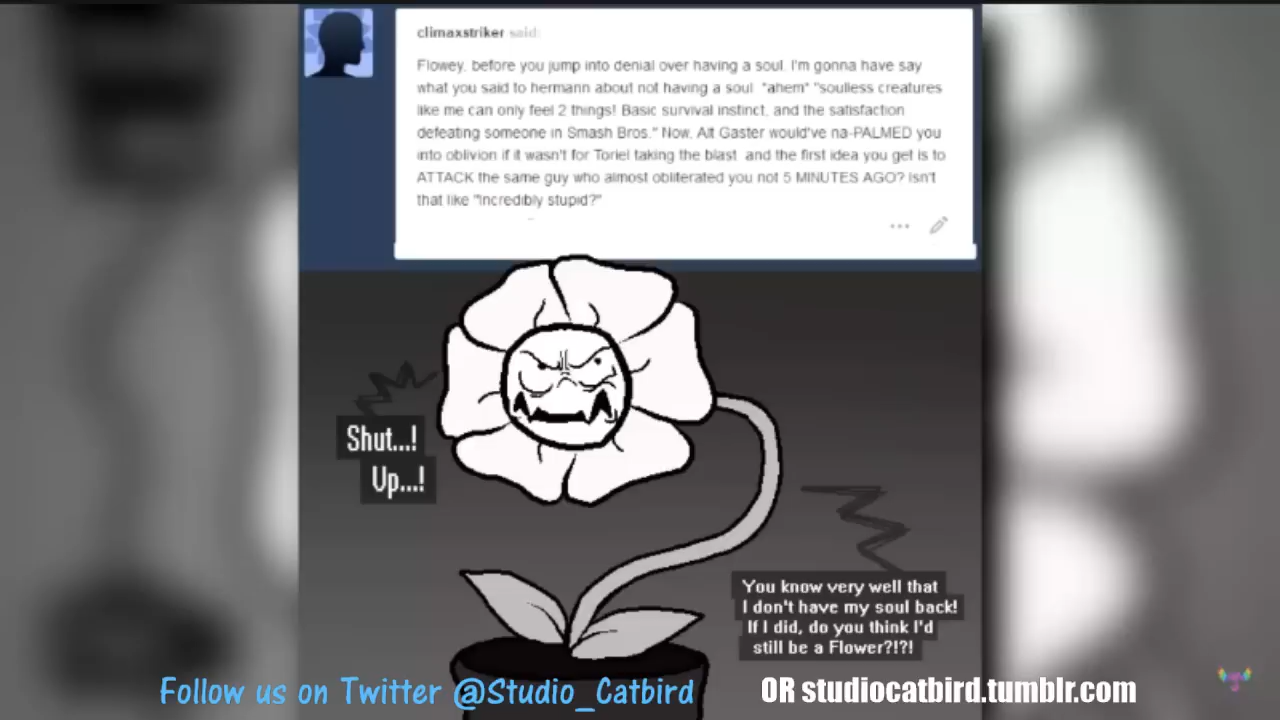 climaxstriker said:
Flowey, before you jump into denial over having a soul. I'm gonna have say
what you said to hermann about not having a soul *ahem* "soulless creatures
like me can only feel 2 things! Basic survival instinct, and the satisfaction
defeating someone in Smash Bros." Now, Alt Gaster would've na-PALMED you
into oblivion if it wasn't for Toriel taking the blast and the first idea you get is to
ATTACK the same guy who almost obliterated you not 5 MINUTES AGO? Isn't
that like "Incredibly stupid?"
Shut...!
Up...!
You know very well that
I don't have my soul back!
If I did, do you think I'd
still be a Flower?!?!
Follow us on Twitter @Studio_Catbird
OR studiocatbird.tumblr.com